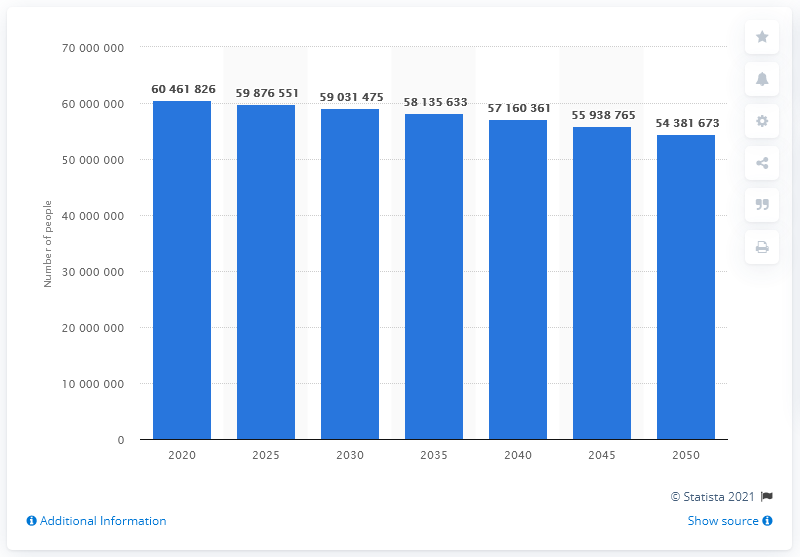 70 000 000
60 461 826
59 876 551
59 031 475
58 135 633
57 160 361
55 938 765
54 381 673
60 000 000
50 000 000
40 000 000
30 000 000
20 000 000
10 000 000
0
Number of people
2020 2025 2030 2035 2040 2045 2050
© Statista 2021
Additional Information
Show source